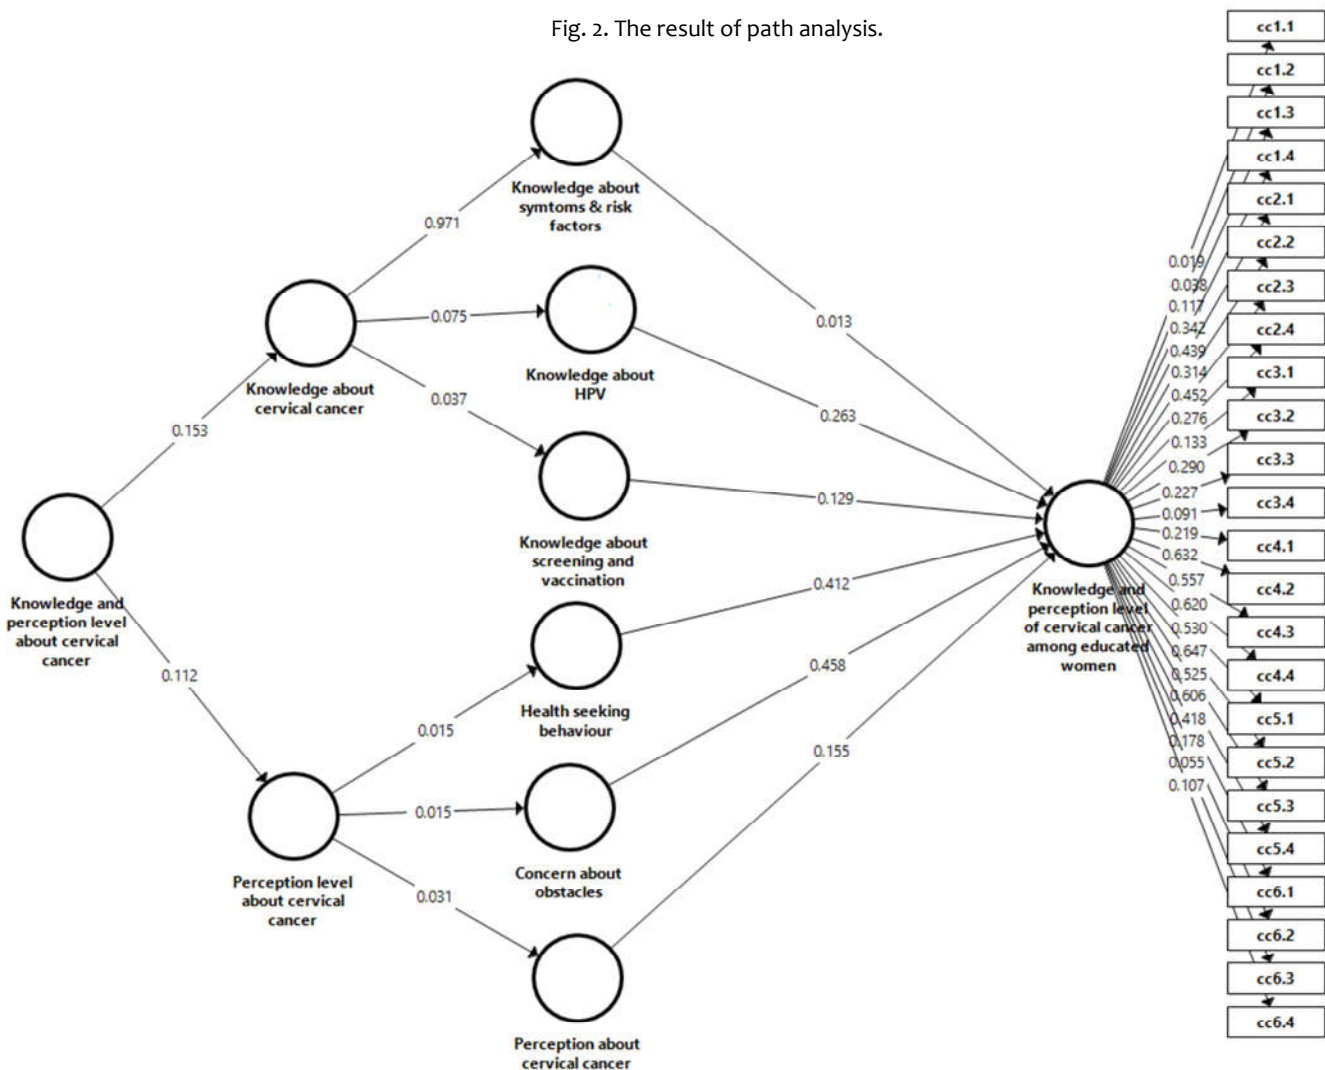 Fig. 2. The result of path analysis.
Knowledge about
symtoms & risk
factors
0.971
0.075
0.037
Knowledge about
cervical cancer
Knowledge about
HPV
0.153
0.013
0.263
0.129
Knowledge about
screening and
vaccination
Knowledge and
perception level
about cervical
cancer
0.112
0.412
Health seeking
behaviour
0.458
0.015
0.015
0.031
0.155
Perception level
about cervical
cancer
Concern about
obstacles
Perception about
cervical cancer
Knowledge and
perception level
of cervical cancer
among educated
women
0.019
0.038
0.117
0.342
0.439
0.314
0.452
0.276
0.133
0.290
0.227
0.091
0.219
0.632
0.557
0.620
0.530
0.647
0.525
0.606
0.418
0.178
0.055
0.107
cc1.1
cc1.2
cc1.3
cc1.4
cc2.1
cc2.2
cc2.3
cc2.4
cc3.1
cc3.2
cc3.3
cc3.4
cc4.1
cc4.2
cc4.3
cc4.4
cc5.1
cc5.2
cc5.3
cc5.4
cc6.1
cc6.2
cc6.3
cc6.4